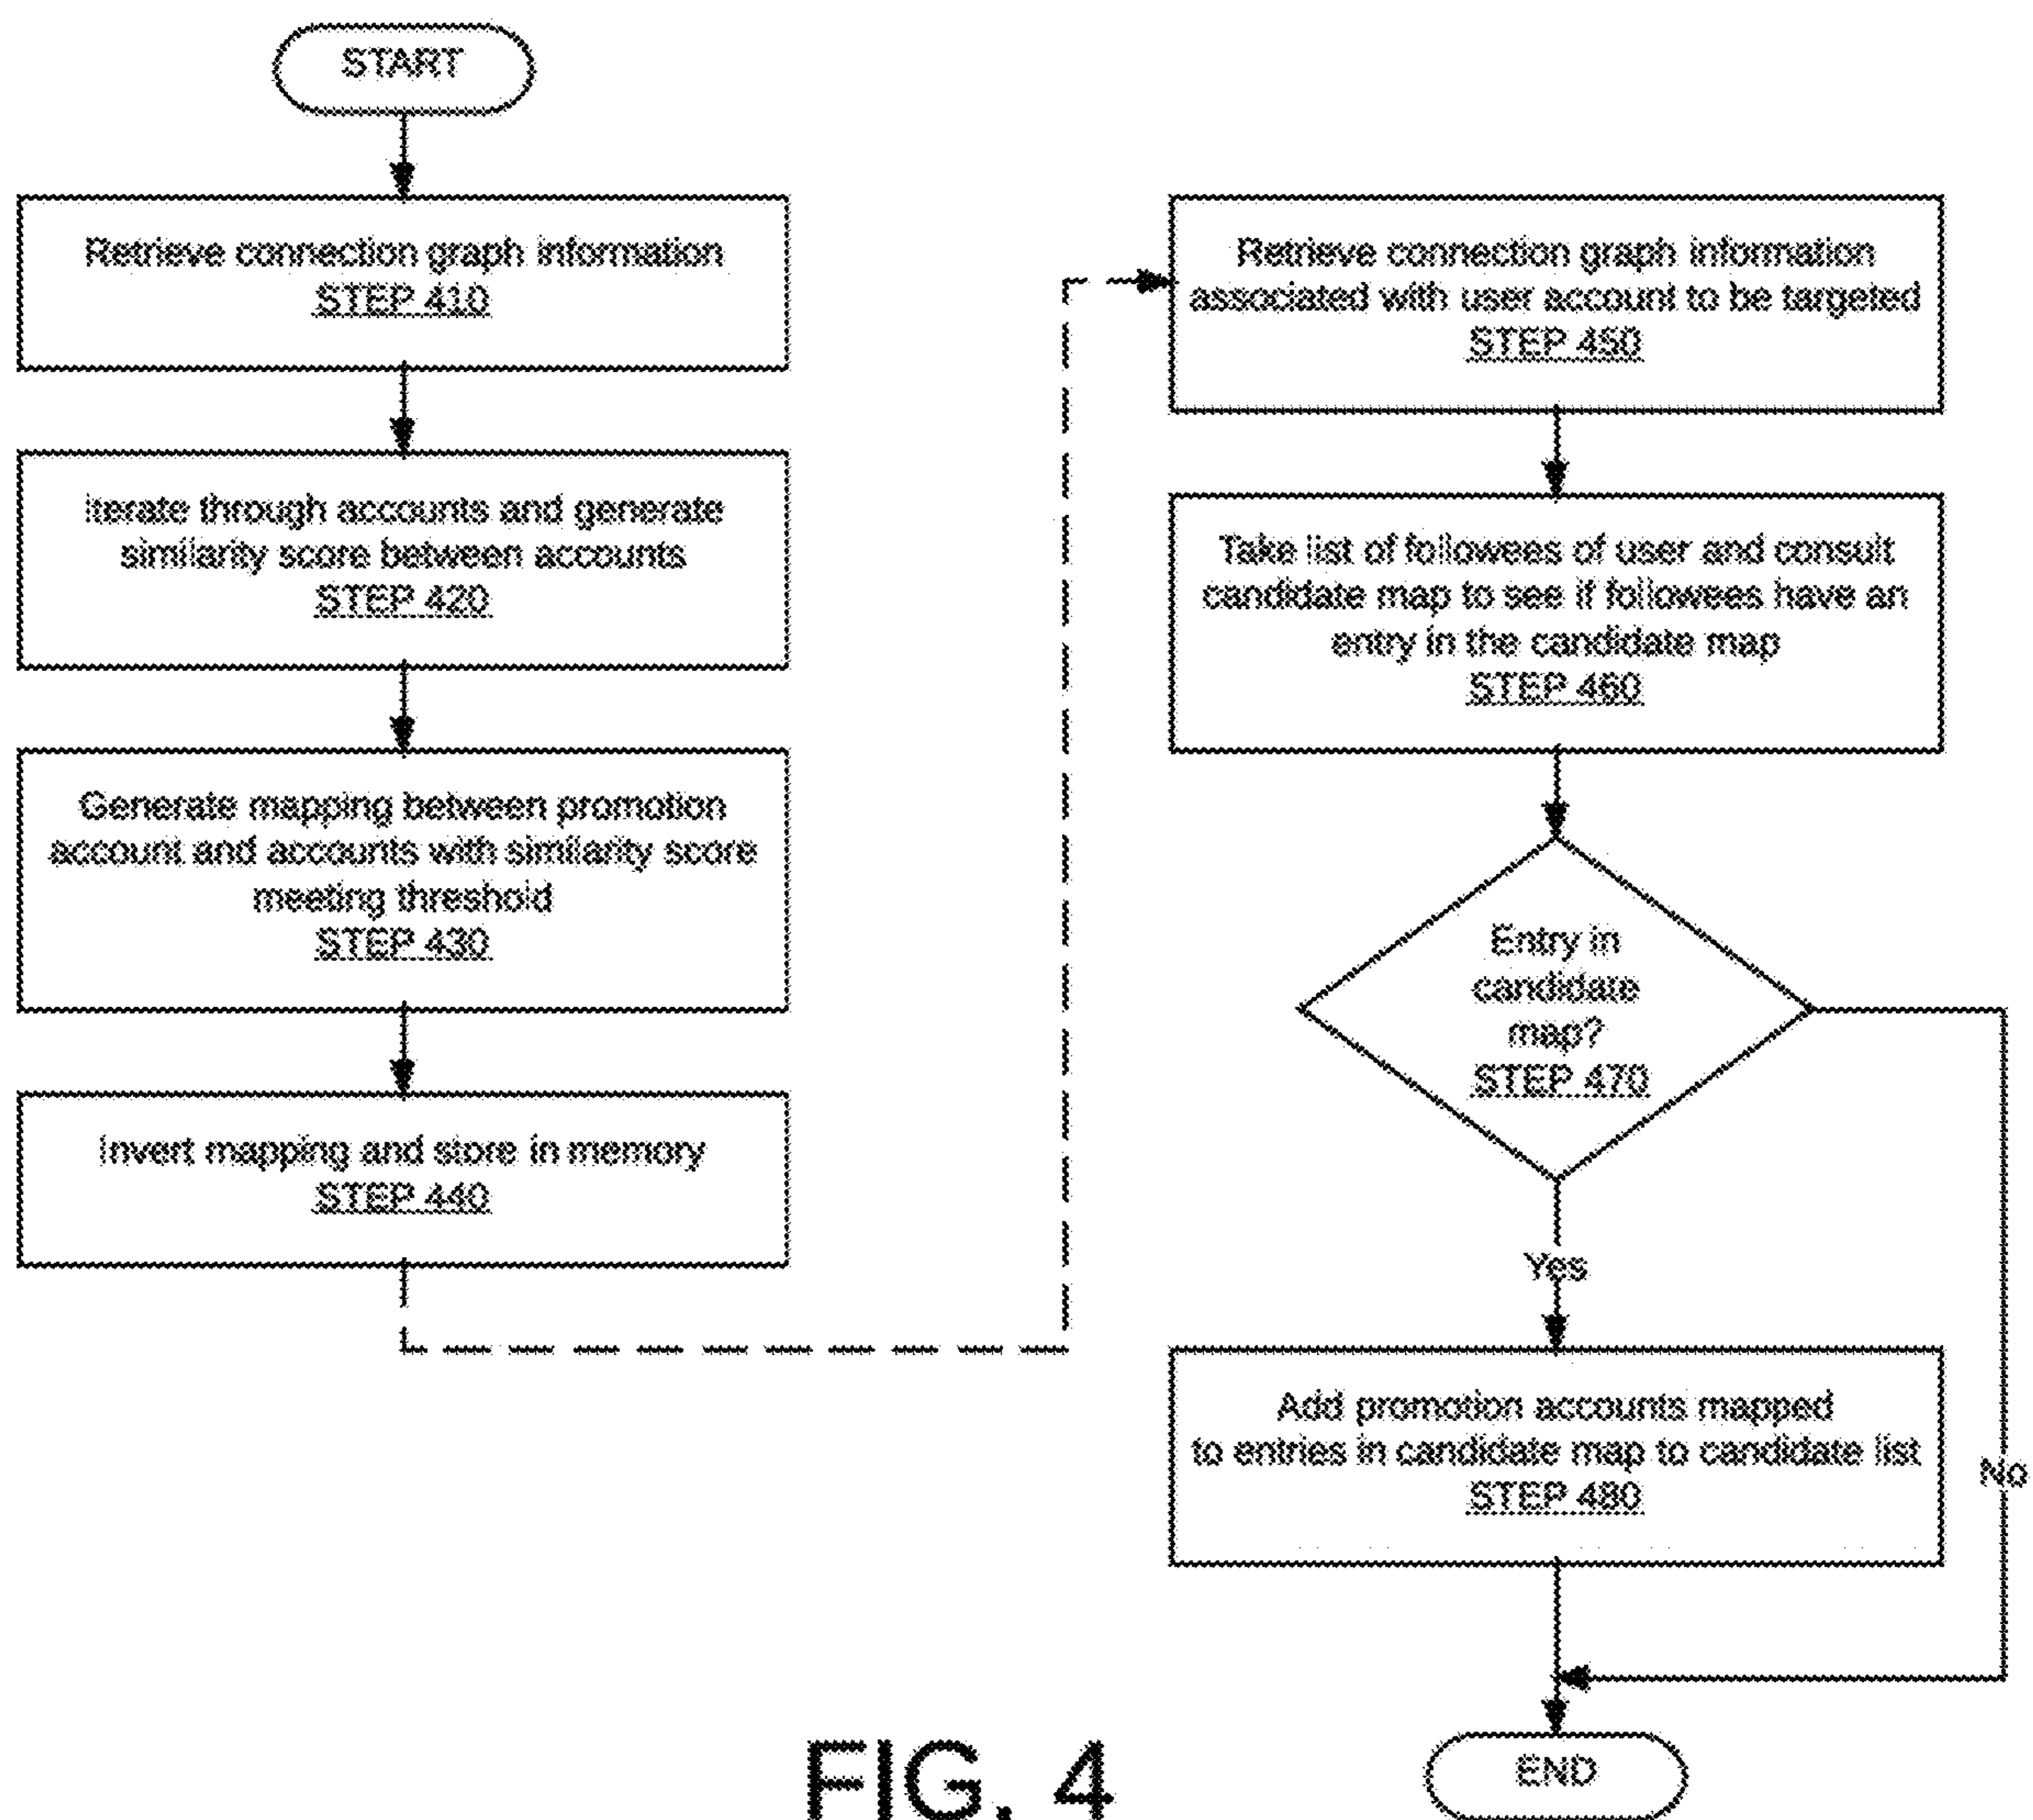 START
Retrieve connection graph information
STEP 410
Iterate through accounts and generate
similarity score between accounts
STEP 420
Generate mapping between promotion
account and accounts with similarity score
meeting threshold
STEP 430
Invert mapping and store in memory
STEP 440
Retrieve connection graph information
associated with user account to be targeted
STEP 450
Take list of followees of user and consult
candidate map to see if followees have an
entry in the candidate map
STEP 460
Entry in
candidate
map?
STEP 470
Yes
No
Add promotion accounts mapped
to entries in candidate map to candidate list
STEP 480
END
FIG. 4